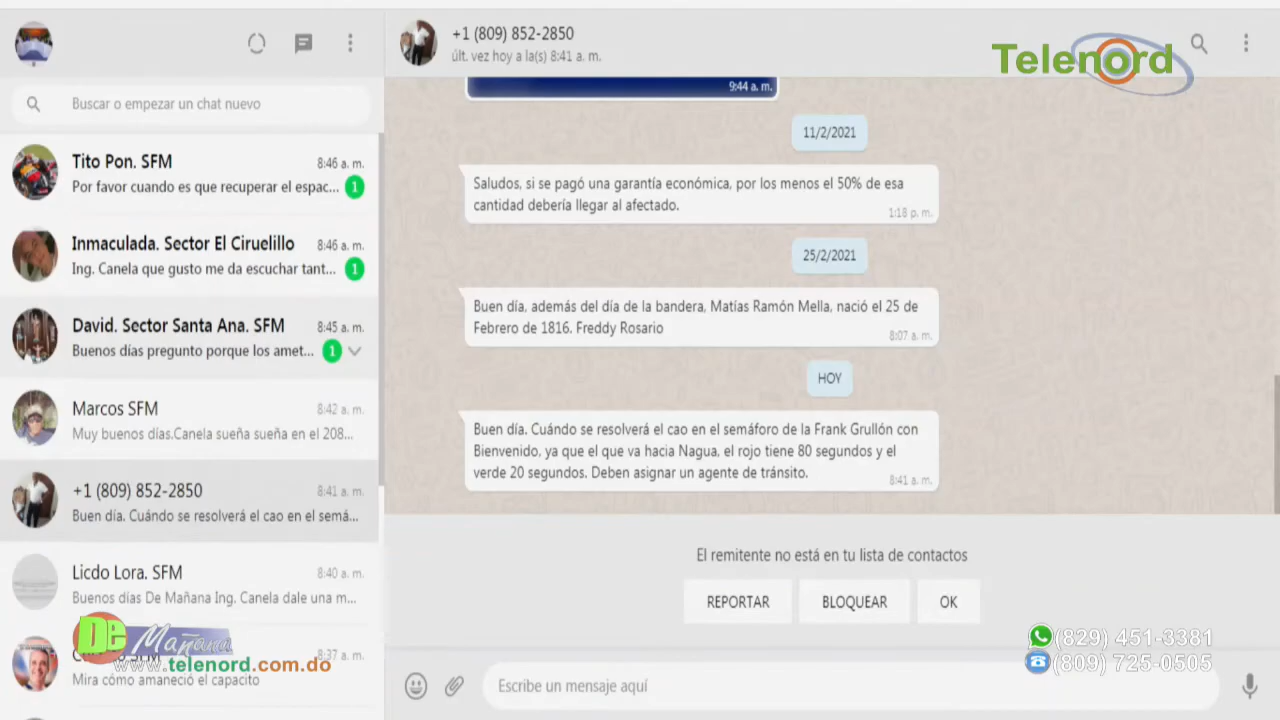 +1 (809) 852-2850
últ. vez hoy a la(s) 8:41 a. m.
Telenord
Buscar o empezar un chat nuevo
Tito Pon. SFM
8:46 a. m.
Por favor cuando es que recuperar el espac...
1
Inmaculada. Sector El Ciruelillo
8:46 a. m.
Ing. Canela que gusto me da escuchar tant...
1
David. Sector Santa Ana. SFM
8:45 a. m.
Buenos días pregunto porque los amet...
1
Marcos SFM
8:42 a. m.
Muy buenos días.Canela sueña sueña en el 208...
+1 (809) 852-2850
8:41 a. m.
Buen día. Cuándo se resolverá el cao en el semá...
Licdo Lora. SFM
8:40 a. m.
Buenos días De Mañana Ing. Canela dale una m...
8:37 a. m.
Mira cómo amaneció el capacito
De Mañana
www.telenord.com.do
9:44 a. m.
11/2/2021
Saludos, si se pagó una garantía económica, por los menos el 50% de esa
cantidad debería llegar al afectado.
1:18 p. m.
25/2/2021
Buen día, además del día de la bandera, Matías Ramón Mella, nació el 25 de
Febrero de 1816. Freddy Rosario
8:07 a. m.
HOY
Buen día. Cuándo se resolverá el cao en el semáforo de la Frank Grullón con
Bienvenido, ya que el que va hacia Nagua, el rojo tiene 80 segundos y el
verde 20 segundos. Deben asignar un agente de tránsito.
8:41 a. m.
El remitente no está en tu lista de contactos
REPORTAR
BLOQUEAR
OK
(829) 451-3381
(809) 725-0505
Escribe un mensaje aquí